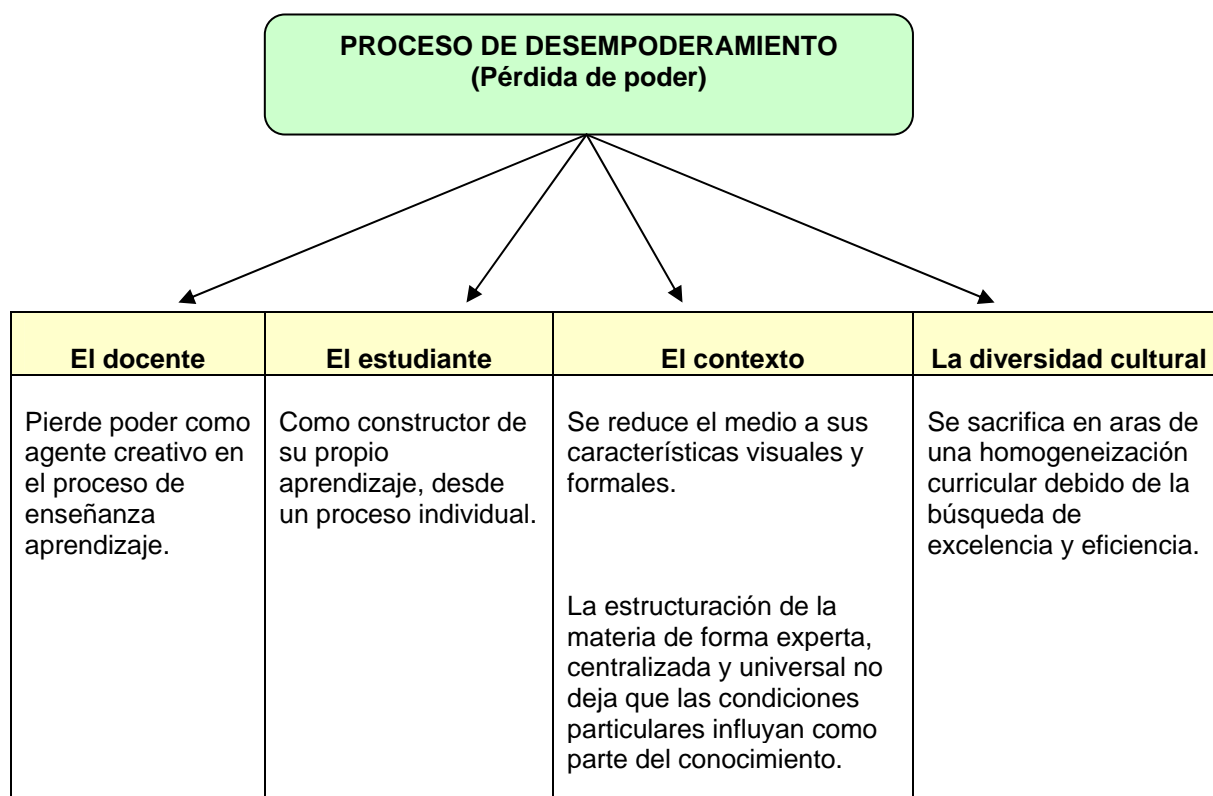 PROCESO DE DESEMPODERAMIENTO
(Pérdida de poder)
El docente
Pierde poder como
agente creativo en
el proceso de
enseñanza
aprendizaje.
El estudiante
Como constructor de
su propio
aprendizaje, desde
un proceso individual.
El contexto
Se reduce el medio a sus
características visuales y
formales.
La estructuración de la
materia de forma experta,
centralizada y universal no
deja que las condiciones
particulares influyan como
parte del conocimiento.
La diversidad cultural
Se sacrifica en aras de
una homogeneización
curricular debido de la
búsqueda de
excelencia y eficiencia.